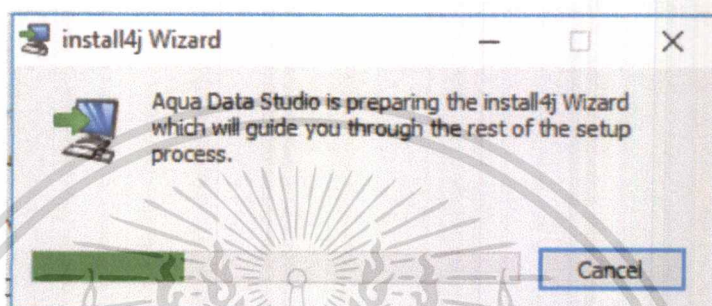 install4j Wizard
Aqua Data Studio is preparing the install4j Wizard
which will guide you through the rest of the setup
process.
Cancel